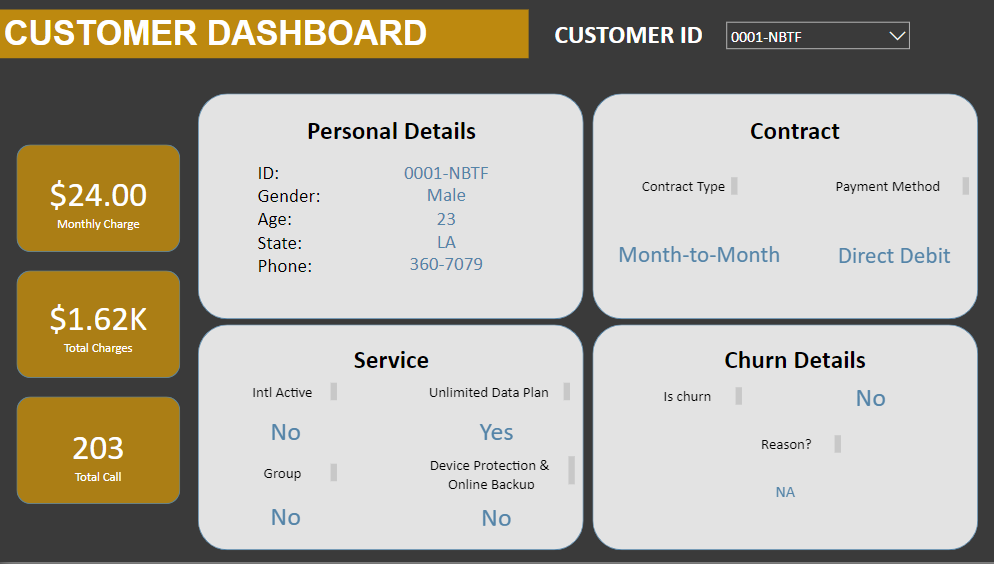 CUSTOMER DASHBOARD
CUSTOMER ID
0001-NBTF
$24.00
Monthly Charge
$1.62K
Total Charges
203
Total Call
Personal Details
ID: 0001-NBTF
Gender: Male
Age: 23
State: LA
Phone: 360-7079
Contract
Contract Type
Payment Method
Month-to-Month
Direct Debit
Service
Intl Active
Unlimited Data Plan
No
Yes
Group
Device Protection &
Online Backup
No
No
Churn Details
Is churn
No
Reason?
NA